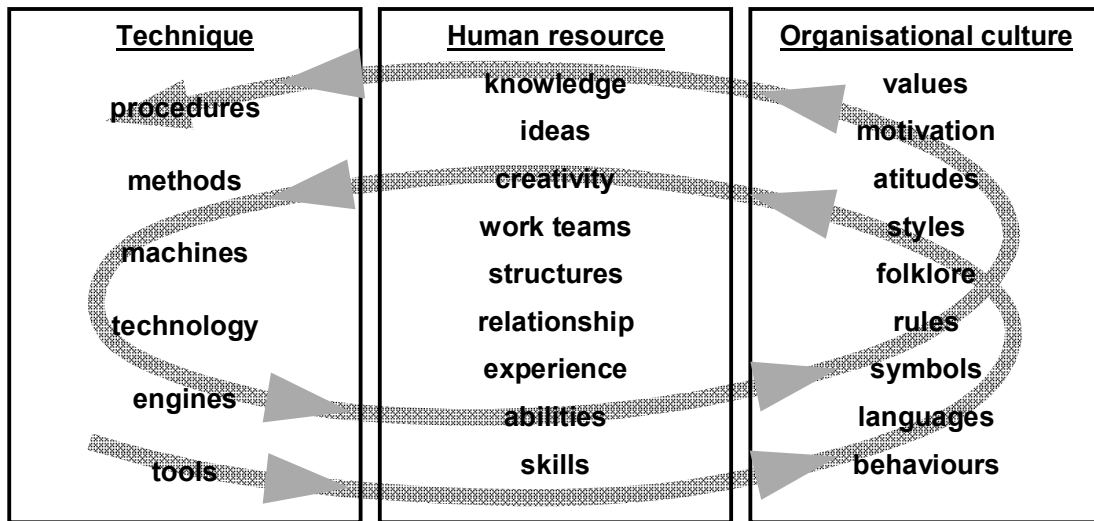 Technique
procedures
methods
machines
technology
engines
tools
Human resource
knowledge
ideas
creativity
work teams
structures
relationship
experience
abilities
skills
Organisational culture
values
motivation
atitudes
styles
folklore
rules
symbols
languages
behaviours